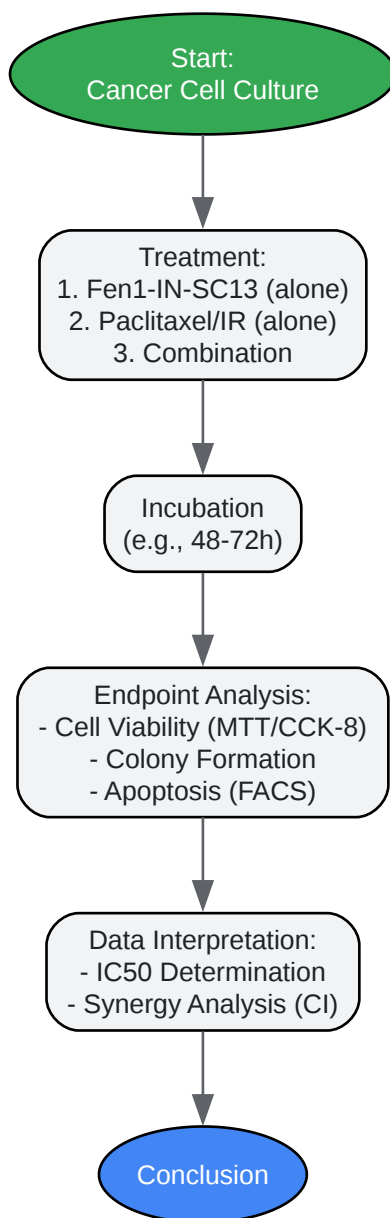 Start:
Cancer Cell Culture
Treatment:
1. Fen1-IN-SC13 (alone)
2. Paclitaxel/IR (alone)
3. Combination
Incubation
(e.g., 48-72h)
Endpoint Analysis:
- Cell Viability (MTT/CCK-8)
- Colony Formation
- Apoptosis (FACS)
Data Interpretation:
- IC50 Determination
- Synergy Analysis (CI)
Conclusion